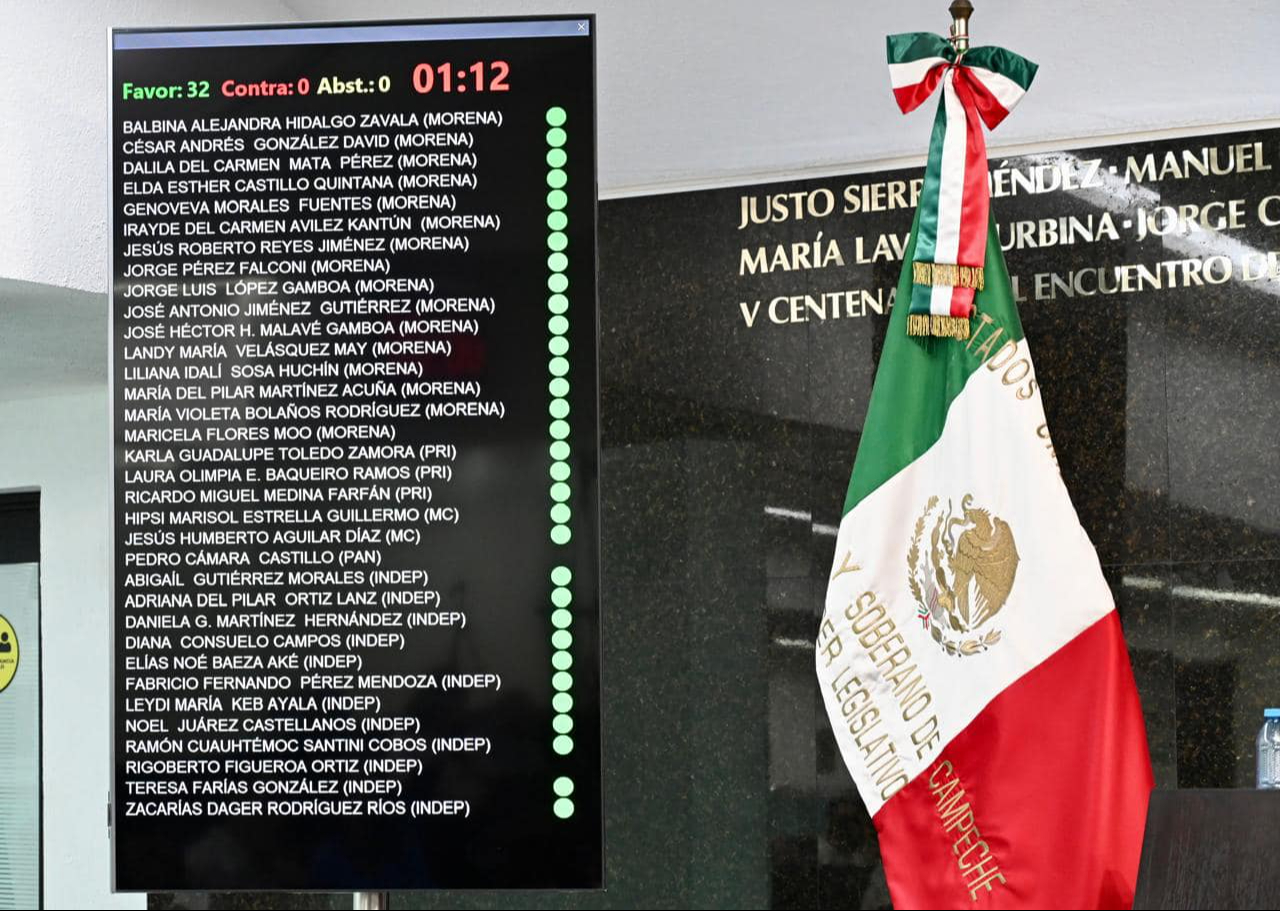 Favor: 32 Contra: 0 Abst.: 0 01:12
BALBINA ALEJANDRA HIDALGO ZAVALA (MORENA)
CÉSAR ANDRÉS GONZÁLEZ DAVID (MORENA)
DALILA DEL CARMEN MATA PÉREZ (MORENA)
ELDA ESTHER CASTILLO QUINTANA (MORENA)
GENOVEVA MORALES FUENTES (MORENA)
IRAYDE DEL CARMEN AVILEZ KANTÚN (MORENA)
JESÚS ROBERTO REYES JIMÉNEZ (MORENA)
JORGE PÉREZ FALCONI (MORENA)
JORGE LUIS LÓPEZ GAMBOA (MORENA)
JOSÉ ANTONIO JIMÉNEZ GUTIÉRREZ (MORENA)
JOSÉ HÉCTOR H. MALAVÉ GAMBOA (MORENA)
LANDY MARÍA VELÁSQUEZ MAY (MORENA)
LILIANA IDALÍ SOSA HUCHÍN (MORENA)
MARÍA DEL PILAR MARTÍNEZ ACUÑA (MORENA)
MARÍA VIOLETA BOLAÑOS RODRÍGUEZ (MORENA)
MARICELA FLORES MOO (MORENA)
KARLA GUADALUPE TOLEDO ZAMORA (PRI)
LAURA OLIMPIA E. BAQUEIRO RAMOS (PRI)
RICARDO MIGUEL MEDINA FARFÁN (PRI)
HIPSI MARISOL ESTRELLA GUILLERMO (MC)
JESÚS HUMBERTO AGUILAR DÍAZ (MC)
PEDRO CÁMARA CASTILLO (PAN)
ABIGAÍL GUTIÉRREZ MORALES (INDEP)
ADRIANA DEL PILAR ORTIZ LANZ (INDEP)
DANIELA G. MARTÍNEZ HERNÁNDEZ (INDEP)
DIANA CONSUELO CAMPOS (INDEP)
ELÍAS NOÉ BAEZA AKÉ (INDEP)
FABRICIO FERNANDO PÉREZ MENDOZA (INDEP)
LEYDI MARÍA KEB AYALA (INDEP)
NOEL JUÁREZ CASTELLANOS (INDEP)
RAMÓN CUAUHTÉMOC SANTINI COBOS (INDEP)
RIGOBERTO FIGUEROA ORTIZ (INDEP)
TERESA FARÍAS GONZÁLEZ (INDEP)
ZACARÍAS DAGER RODRÍGUEZ RÍOS (INDEP)
JUSTO SIERR ÉNDEZ · MANUEL
MARÍA LAV URBINA · JORGE C
V CENTENA L ENCUENTRO DE
TADOS
Y SOBERANO DE CAMPECHE
ER LEGISLATIVO